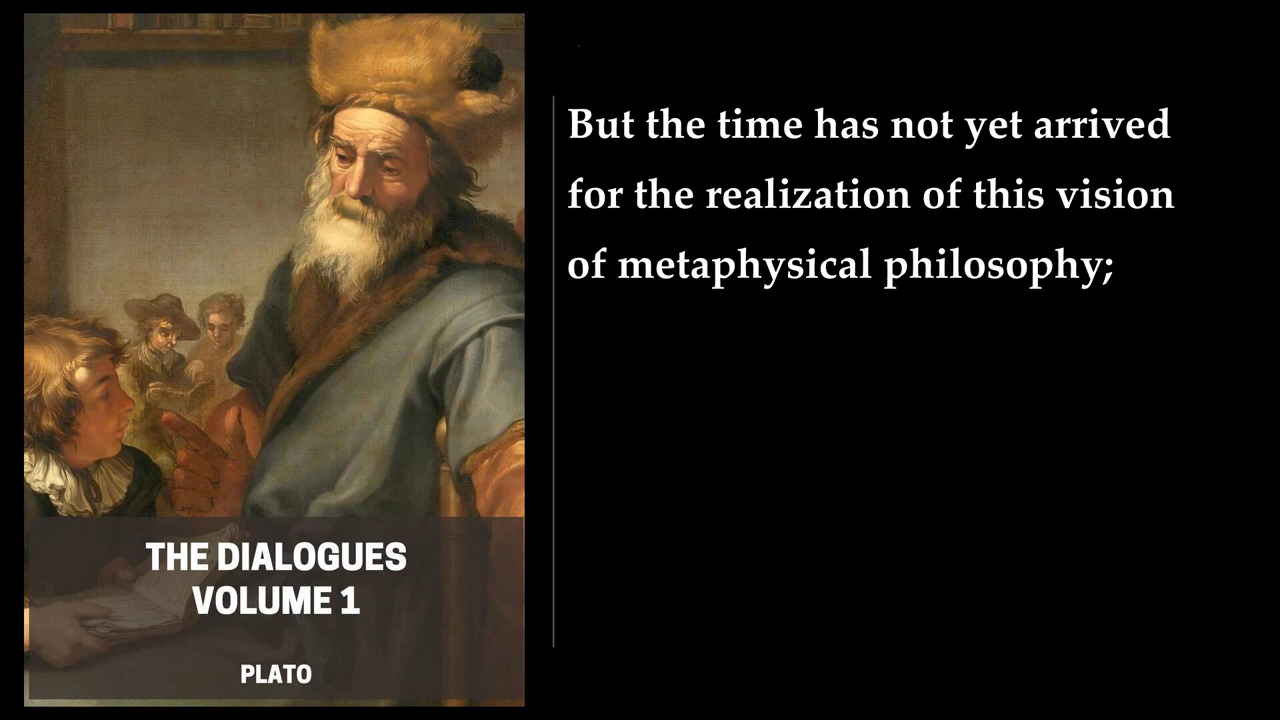 THE DIALOGUES
VOLUME 1
PLATO
But the time has not yet arrived
for the realization of this vision
of metaphysical philosophy;